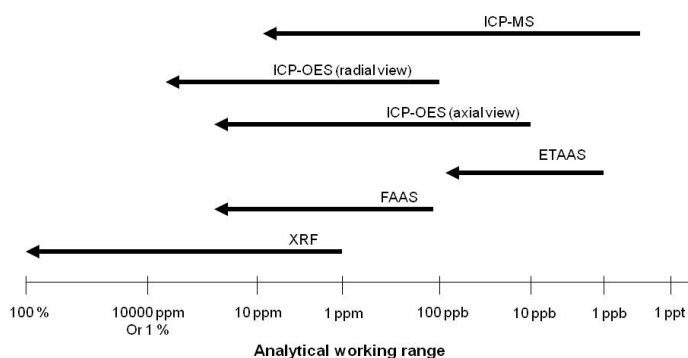 ICP-MS
ICP-OES (radial view)
ICP-OES (axial view)
ETAAS
FAAS
XRF
100 % 10000 ppm 10 ppm 1 ppm 100 ppb 10 ppb 1 ppb 1 ppt
Or 1 %
Analytical working range